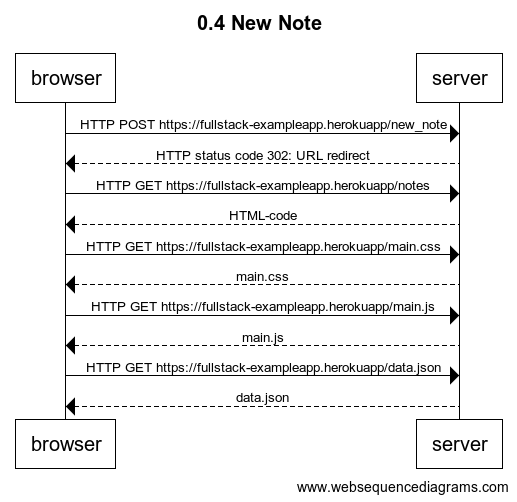 0.4 New Note
browser server
HTTP POST https://fullstack-exampleapp.herokuapp/new_note
HTTP status code 302: URL redirect
HTTP GET https://fullstack-exampleapp.herokuapp/notes
HTML-code
HTTP GET https://fullstack-exampleapp.herokuapp/main.css
main.css
HTTP GET https://fullstack-exampleapp.herokuapp/main.js
main.js
HTTP GET https://fullstack-exampleapp.herokuapp/data.json
data.json
browser server
www.websequencediagrams.com